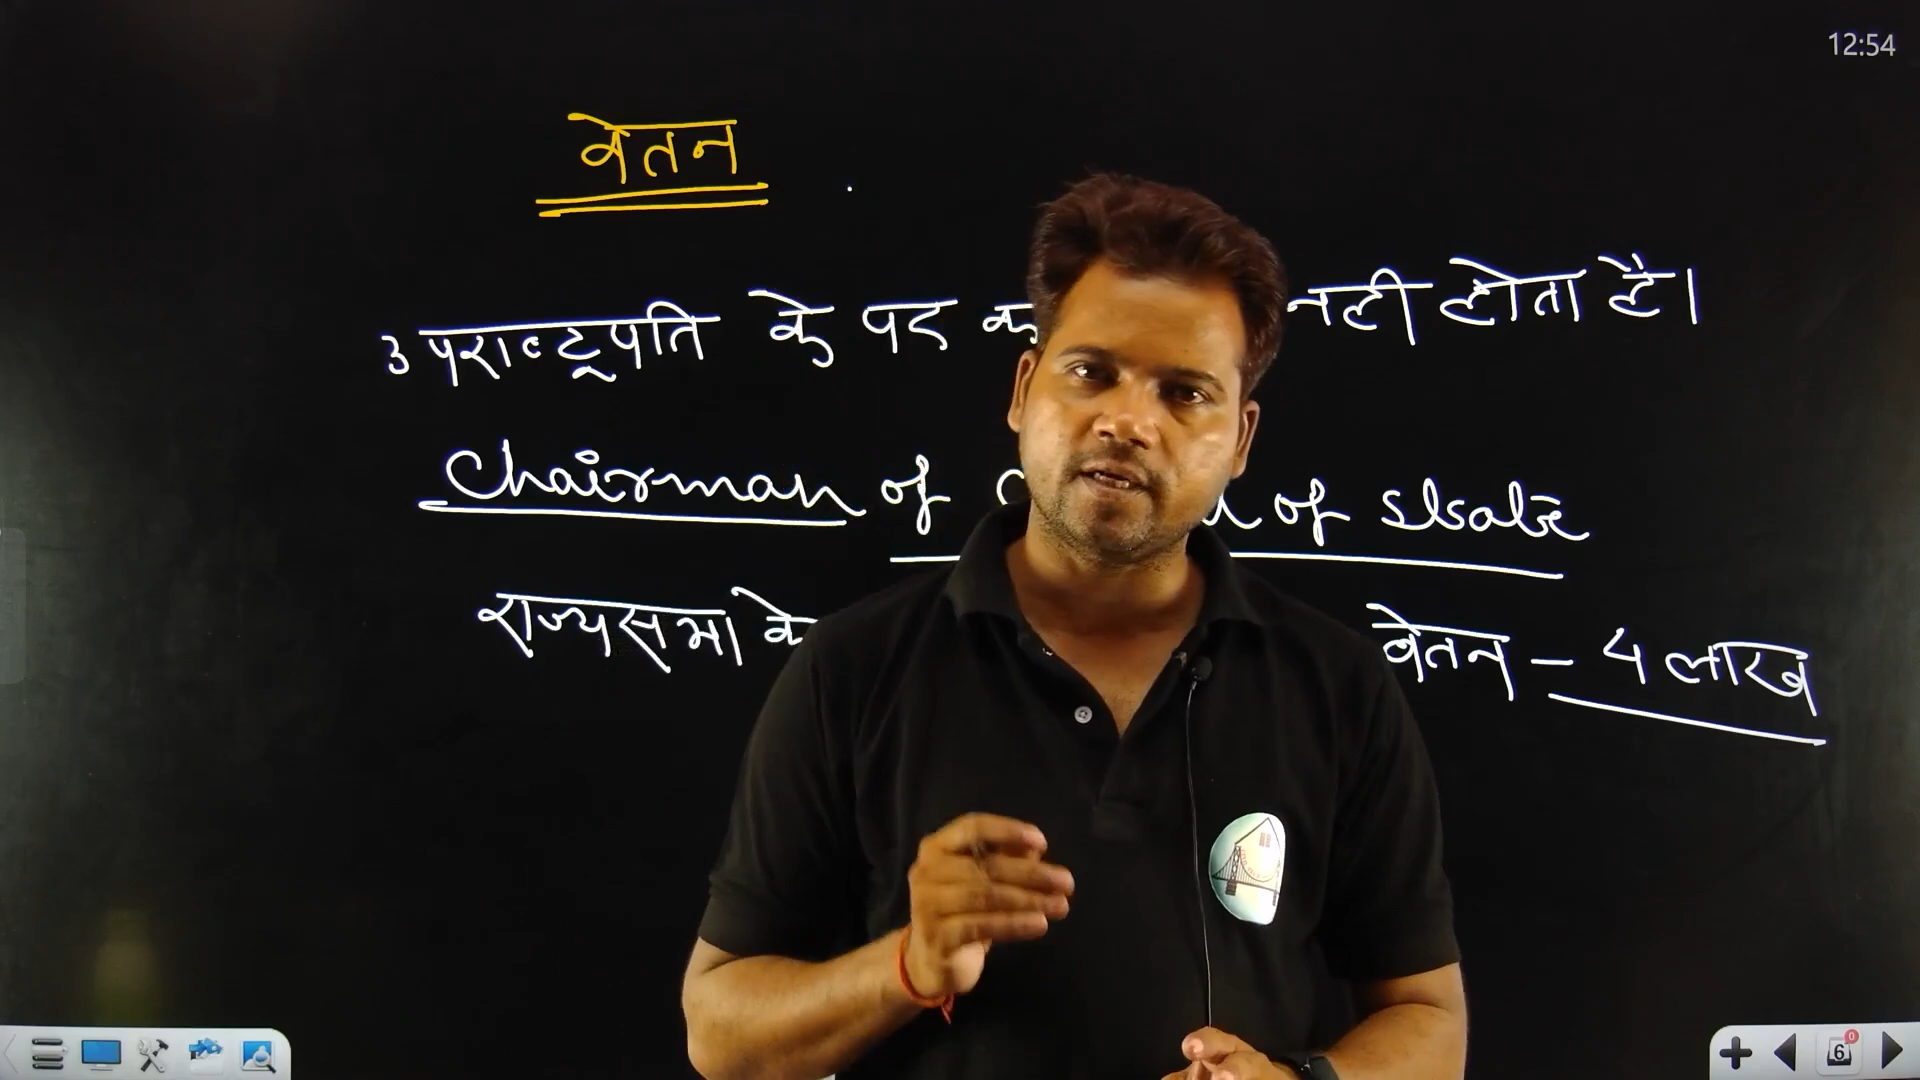 12:54
वेतन
उपराष्ट्रपति के पद नही होता है।
Chairman of of state
राज्यसभा के वेतन – 4 लाख
6